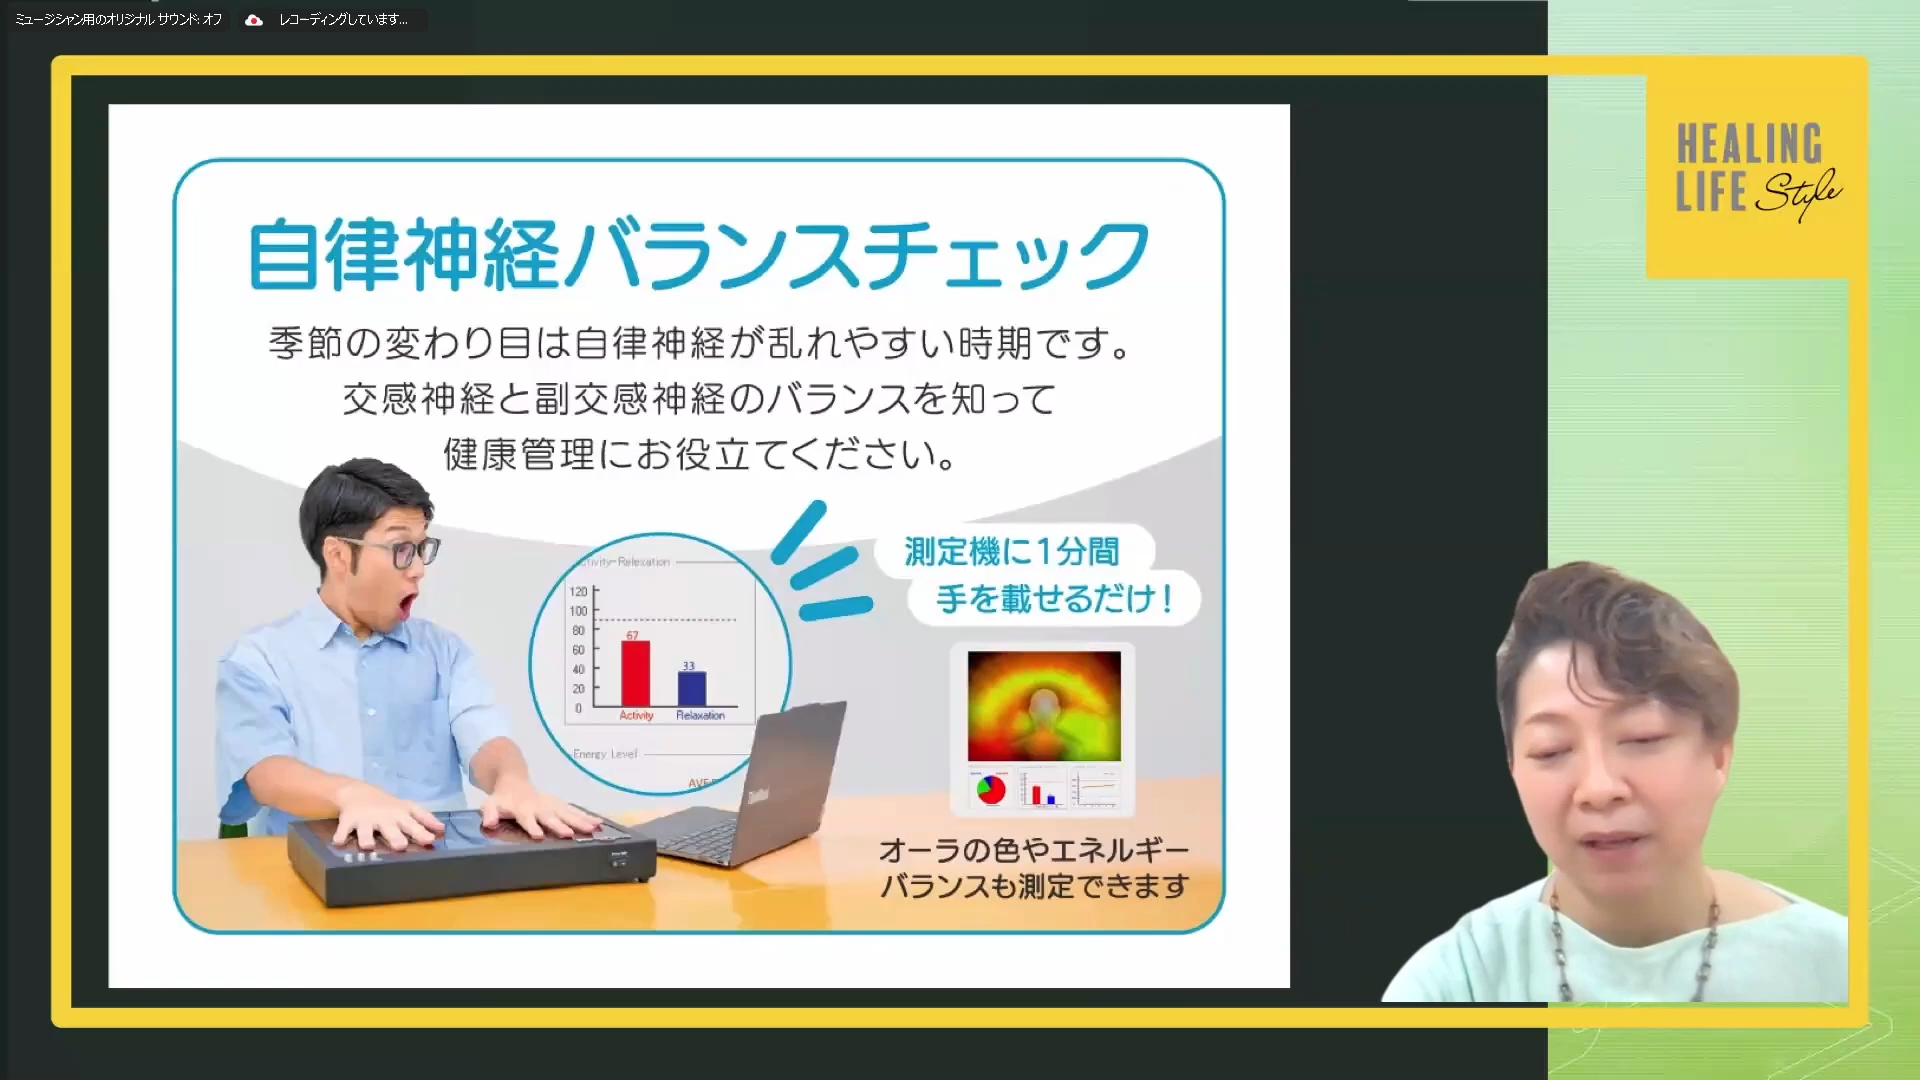 ミュージシャン用のオリジナル サウンド: オフ
レコーディングしています...
HEALING
LIFE Style
自律神経バランスチェック
季節の変わり目は自律神経が乱れやすい時期です。
交感神経と副交感神経のバランスを知って
健康管理にお役立てください。
測定機に1分間
手を載せるだけ!
ctivity-Relaxation
120
100
80
60
40
20
0
67
33
Activity
Relaxation
Energy Level
AVE
オーラの色やエネルギー
バランスも測定できます